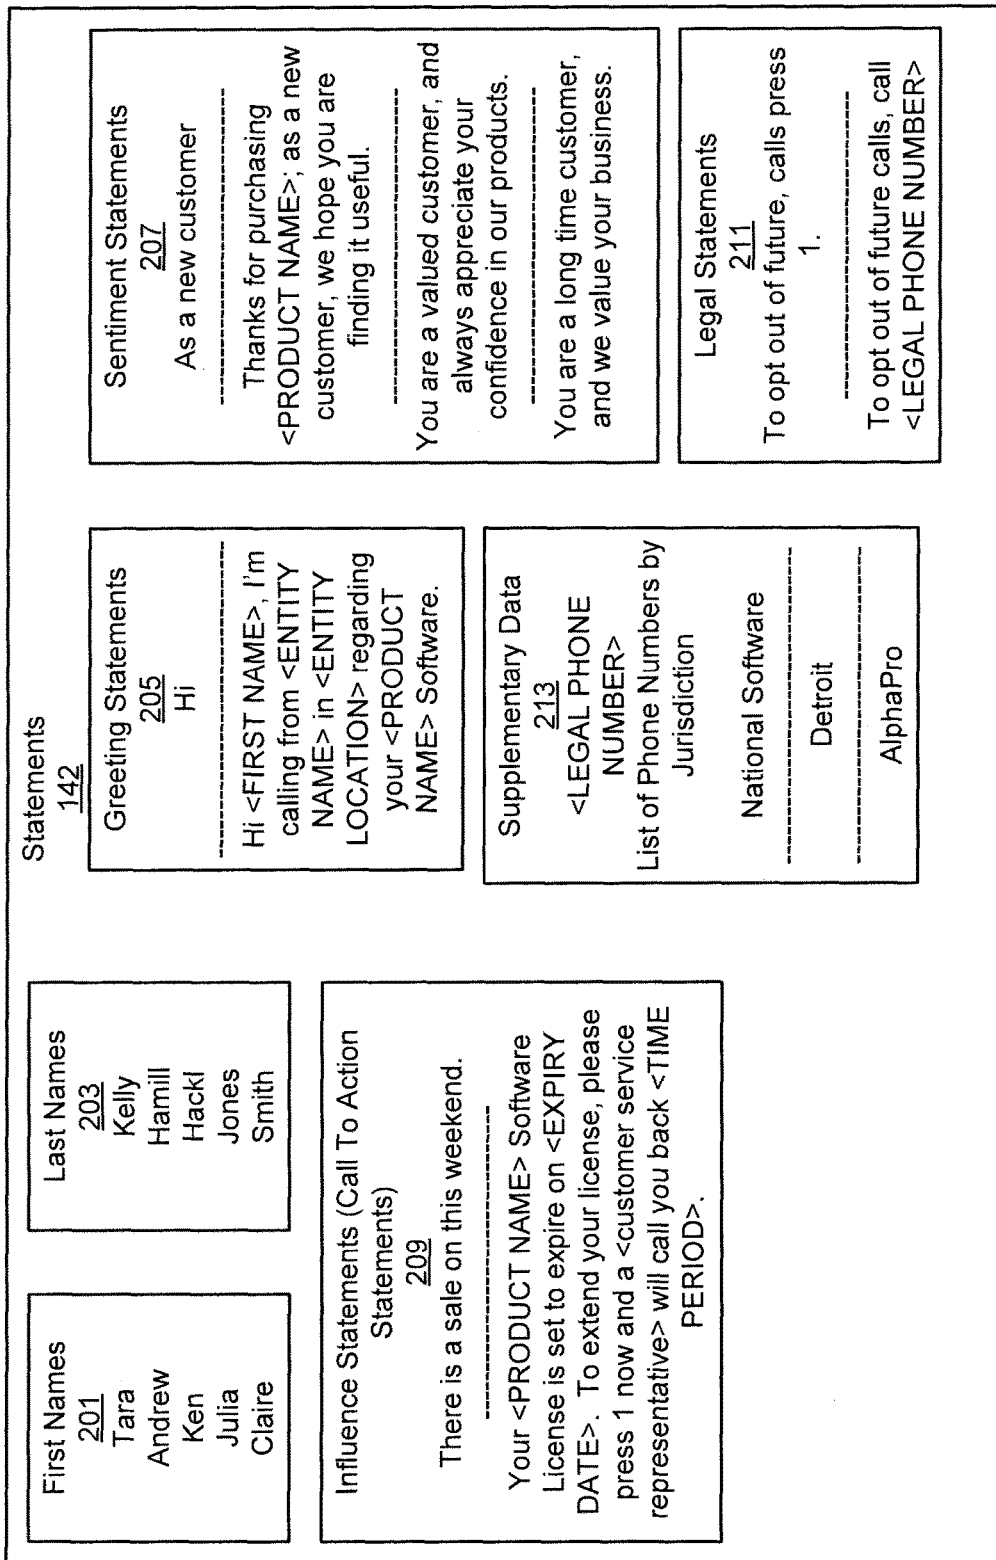 Statements
142
First Names
201
Tara
Andrew
Ken
Julia
Claire
Last Names
203
Kelly
Hamill
Hackl
Jones
Smith
Greeting Statements
205
Hi
Hi <FIRST NAME>, I'm
calling from <ENTITY
NAME> in <ENTITY
LOCATION> regarding
your <PRODUCT
NAME> Software.
Sentiment Statements
207
As a new customer
Thanks for purchasing
<PRODUCT NAME>; as a new
customer, we hope you are
finding it useful.
You are a valued customer, and
always appreciate your
confidence in our products.
You are a long time customer,
and we value your business.
Influence Statements (Call To Action
Statements)
209
There is a sale on this weekend.
Your <PRODUCT NAME> Software
License is set to expire on <EXPIRY
DATE>. To extend your license, please
press 1 now and a <customer service
representative> will call you back <TIME
PERIOD>.
Supplementary Data
213
<LEGAL PHONE
NUMBER>
List of Phone Numbers by
Jurisdiction
National Software
Detroit
AlphaPro
Legal Statements
211
To opt out of future, calls press
1.
To opt out of future calls, call
<LEGAL PHONE NUMBER>